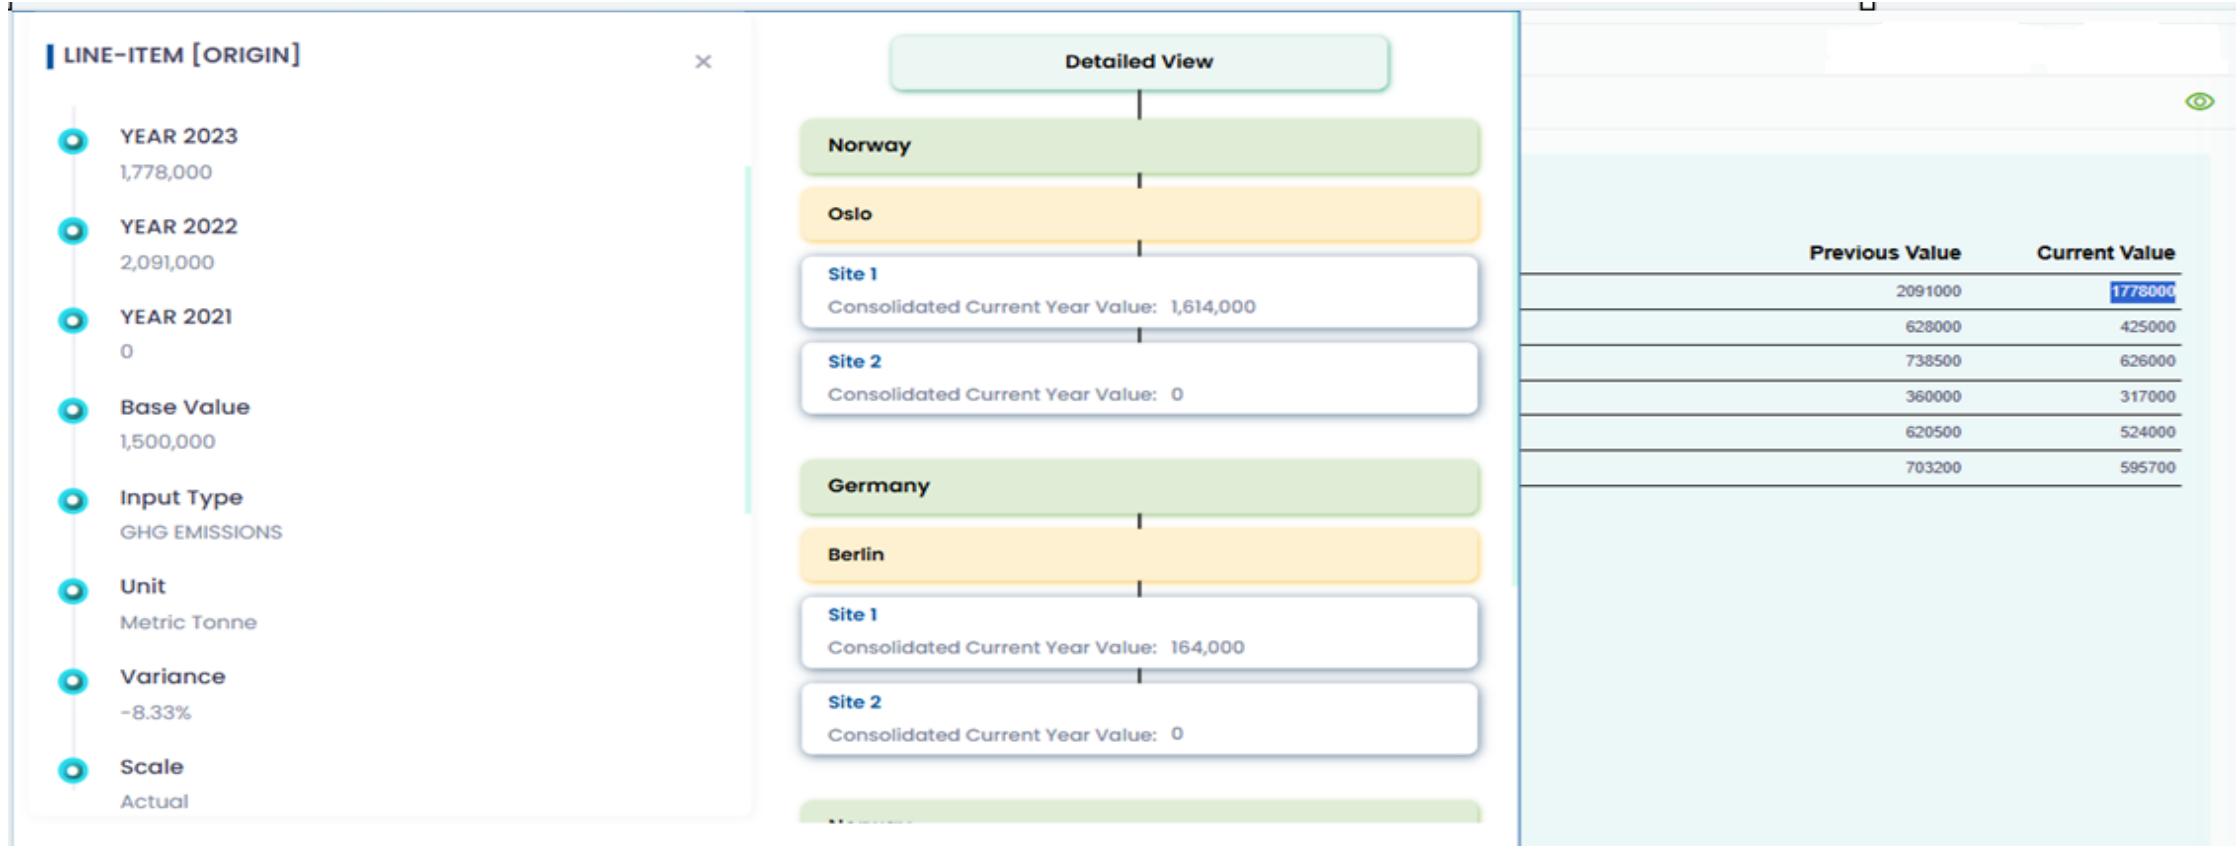 LINE-ITEM [ORIGIN]
×
YEAR 2023
1,778,000
YEAR 2022
2,091,000
YEAR 2021
0
Base Value
1,500,000
Input Type
GHG EMISSIONS
Unit
Metric Tonne
Variance
-8.33%
Scale
Actual
Detailed View
Norway
Oslo
Site 1
Consolidated Current Year Value: 1,614,000
Site 2
Consolidated Current Year Value: 0
Germany
Berlin
Site 1
Consolidated Current Year Value: 164,000
Site 2
Consolidated Current Year Value: 0
Previous Value Current Value
2091000 1778000
628000 425000
738500 626000
360000 317000
620500 524000
703200 595700